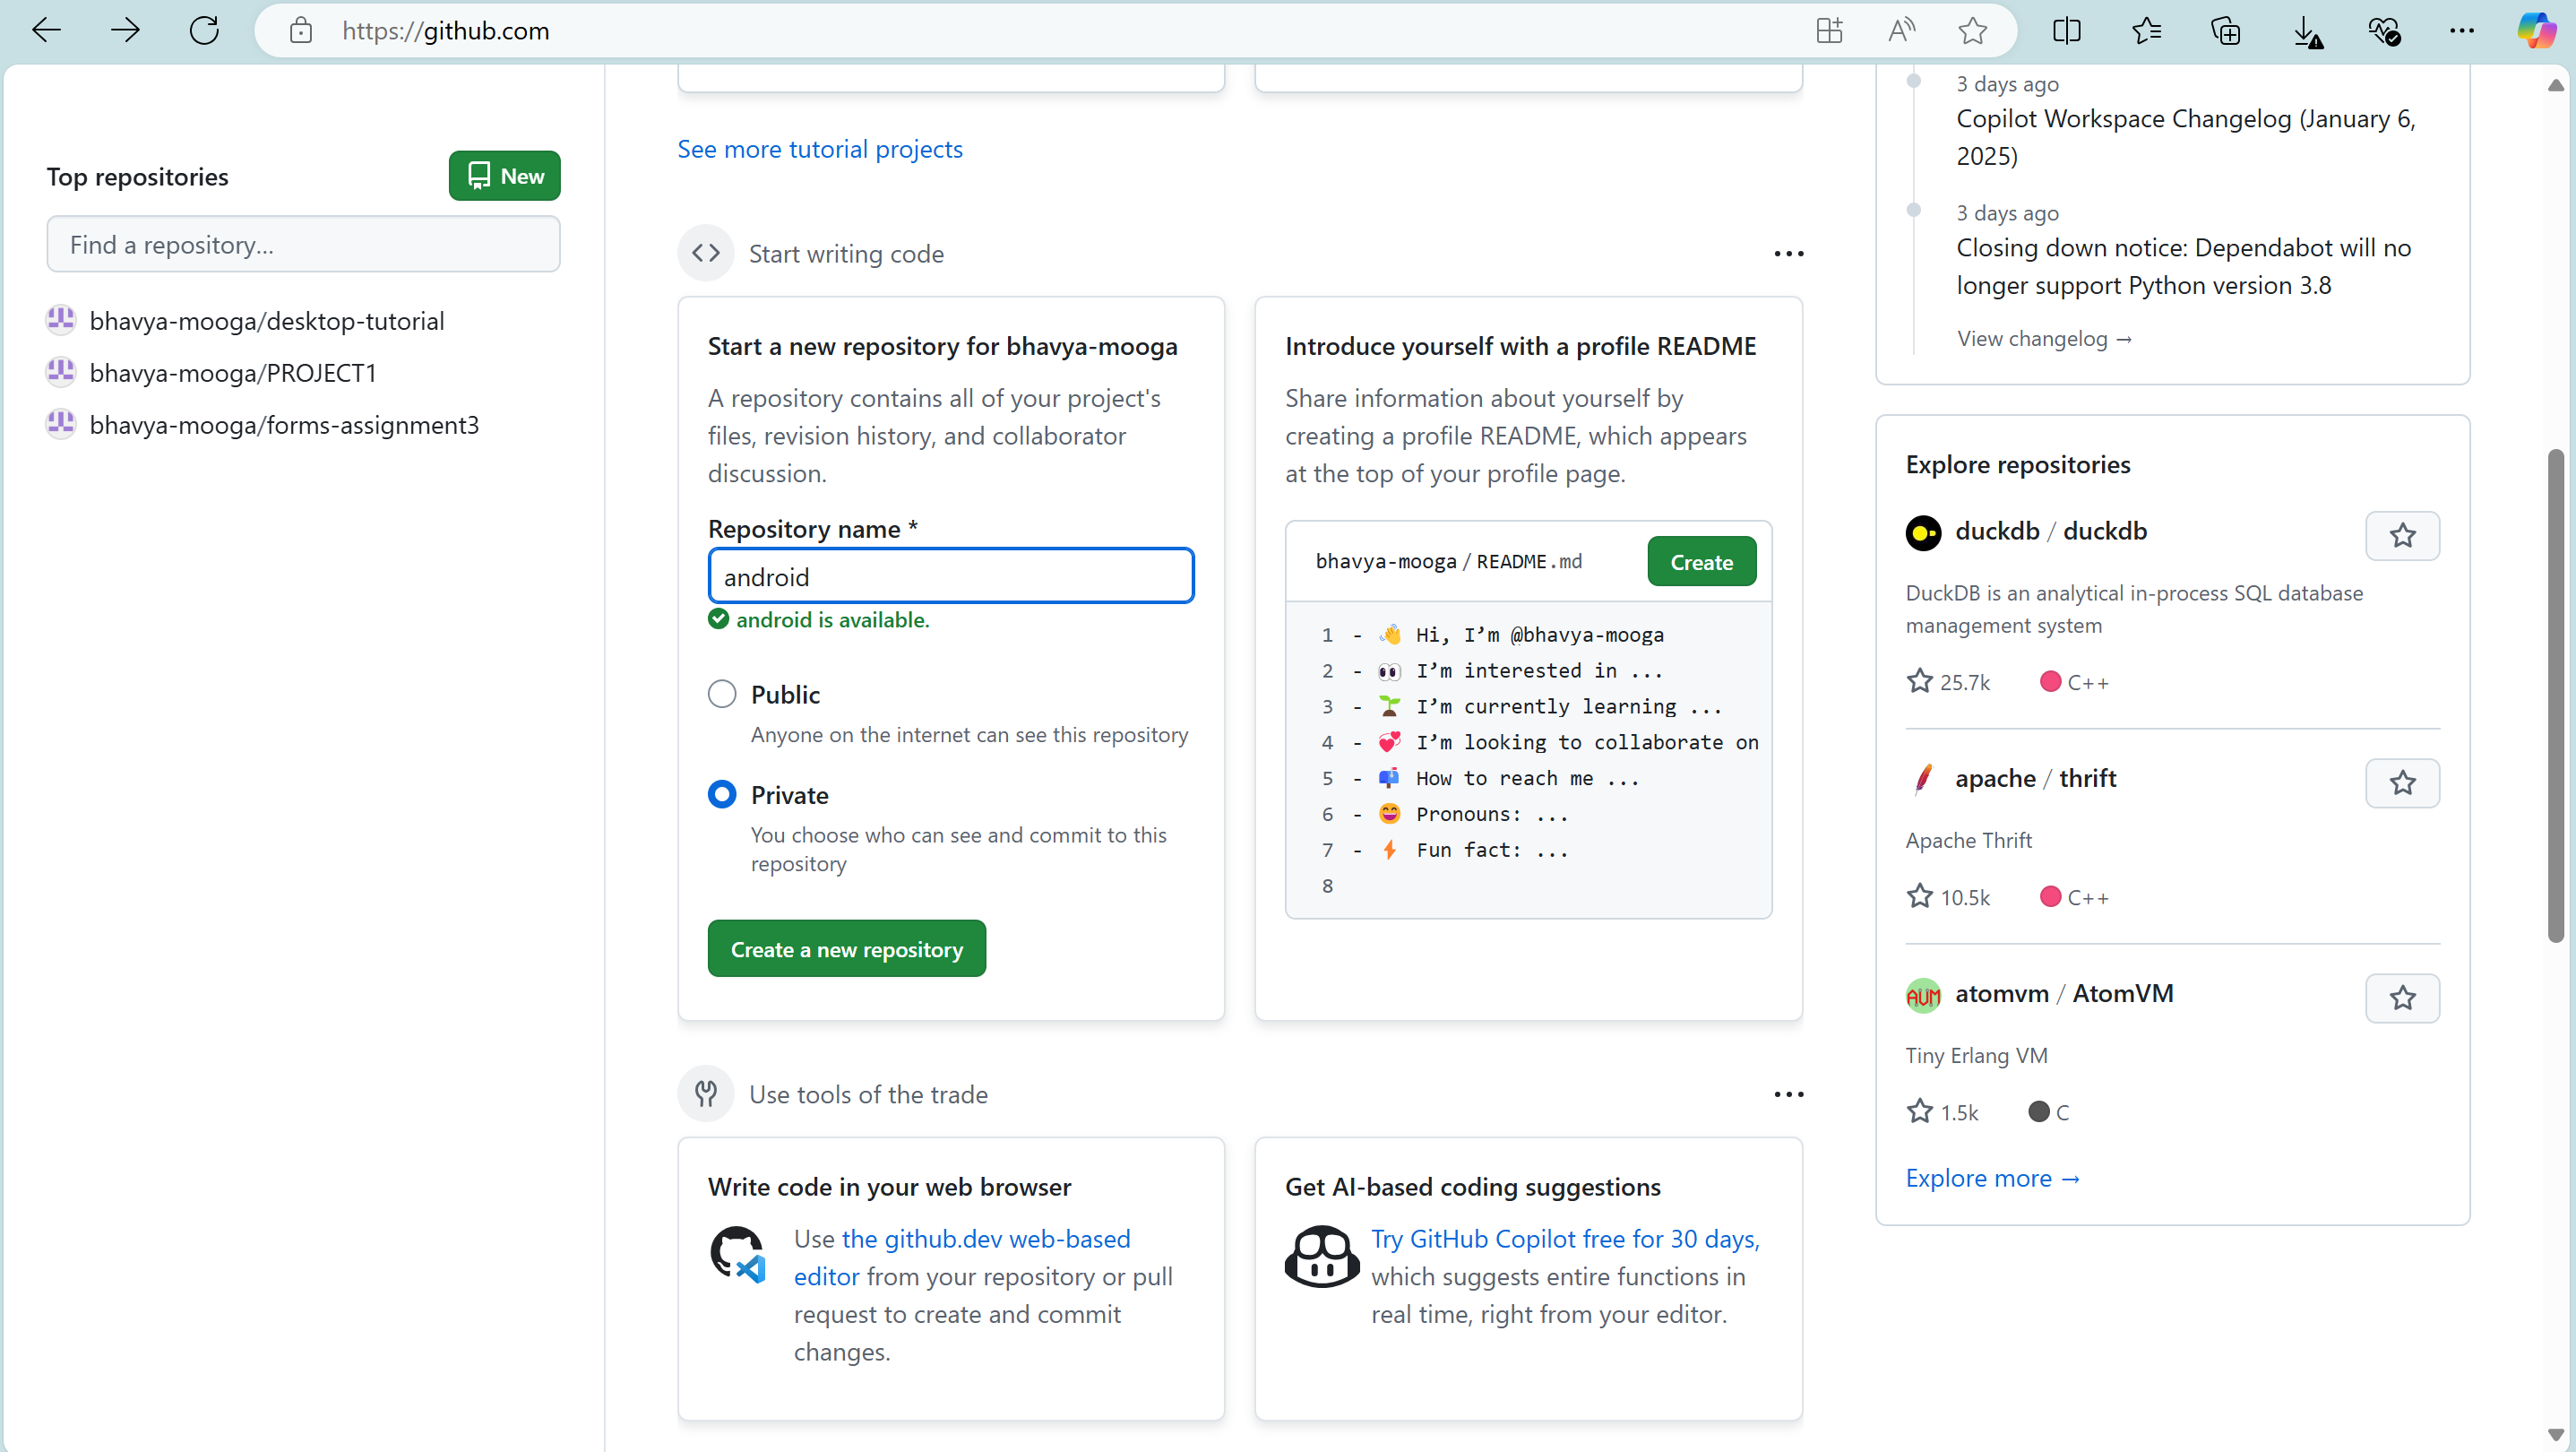 https://github.com
Top repositories
New
Find a repository...
bhavya-mooga/desktop-tutorial
bhavya-mooga/PROJECT1
bhavya-mooga/forms-assignment3
See more tutorial projects
Start writing code
Start a new repository for bhavya-mooga
A repository contains all of your project's
files, revision history, and collaborator
discussion.
Repository name *
android
android is available.
Public
Anyone on the internet can see this repository
Private
You choose who can see and commit to this
repository
Create a new repository
Introduce yourself with a profile README
Share information about yourself by
creating a profile README, which appears
at the top of your profile page.
bhavya-mooga / README.md
Create
1 - 👋 Hi, I’m @bhavya-mooga
2 - 👀 I’m interested in ...
3 - 🌱 I’m currently learning ...
4 - 💞️ I’m looking to collaborate on
5 - 📫 How to reach me ...
6 - 😄 Pronouns: ...
7 - ⚡ Fun fact: ...
8
Use tools of the trade
Write code in your web browser
Use the github.dev web-based
editor from your repository or pull
request to create and commit
changes.
Get AI-based coding suggestions
Try GitHub Copilot free for 30 days,
which suggests entire functions in
real time, right from your editor.
3 days ago
Copilot Workspace Changelog (January 6,
2025)
3 days ago
Closing down notice: Dependabot will no
longer support Python version 3.8
View changelog →
Explore repositories
duckdb / duckdb
DuckDB is an analytical in-process SQL database
management system
25.7k C++
apache / thrift
Apache Thrift
10.5k C++
AVM
atomvm / AtomVM
Tiny Erlang VM
1.5k C
Explore more →